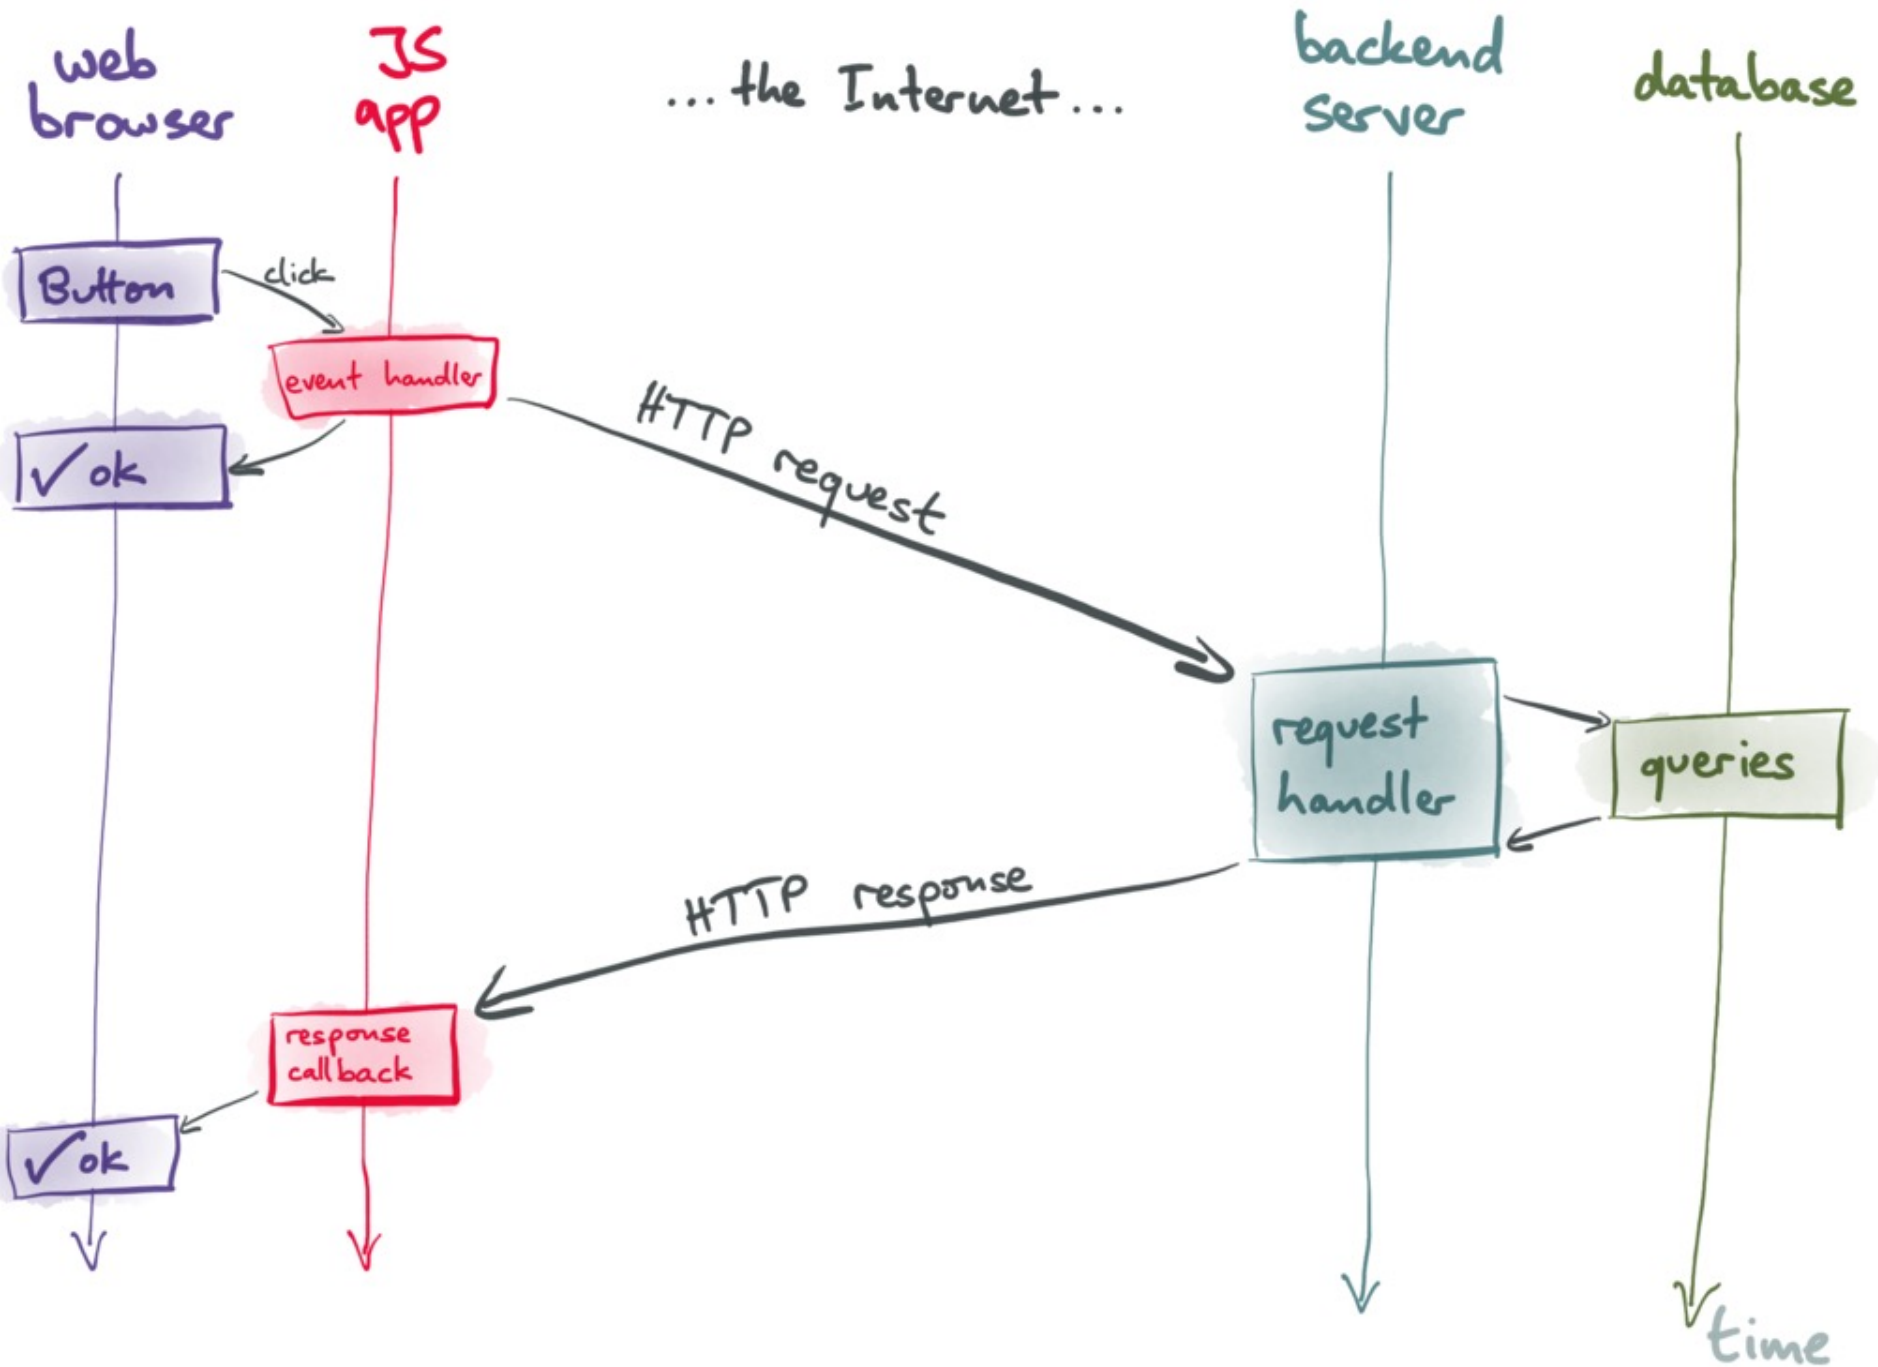 web
browser
JS
app
...the Internet...
backend
server
database
Button
click
event handler
✓ ok
HTTP request
request
handler
queries
HTTP response
response
callback
✓ ok
time